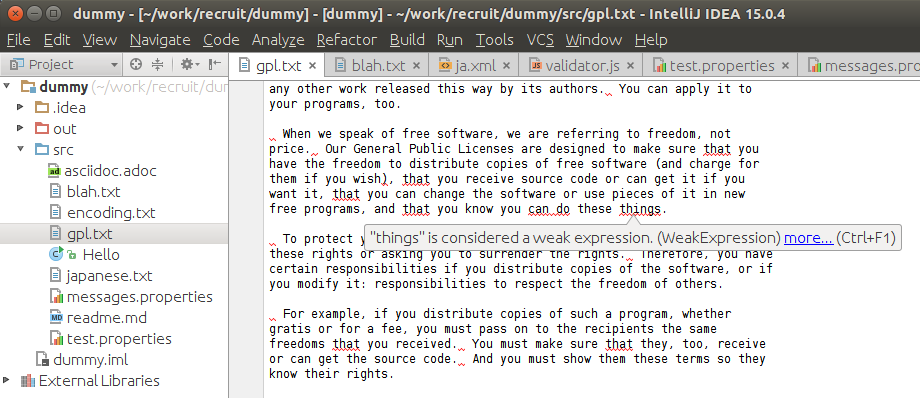 dummy - [~/work/recruit/dummy] - [dummy] - ~/work/recruit/dummy/src/gpl.txt - IntelliJ IDEA 15.0.4
File Edit View Navigate Code Analyze Refactor Build Run Tools VCS Window Help
Project
gpl.txt
blah.txt
ja.xml
validator.js
test.properties
messages.pro
dummy (~/work/recruit/dum
.idea
out
src
asciidoc.adoc
blah.txt
encoding.txt
gpl.txt
Hello
japanese.txt
messages.properties
readme.md
test.properties
dummy.iml
External Libraries
any other work released this way by its authors. You can apply it to
your programs, too.
When we speak of free software, we are referring to freedom, not
price. Our General Public Licenses are designed to make sure that you
have the freedom to distribute copies of free software (and charge for
them if you wish), that you receive source code or can get it if you
want it, that you can change the software or use pieces of it in new
free programs, and that you know you can do these things.
"things" is considered a weak expression. (WeakExpression) more... (Ctrl+F1)
To protect y
these rights or asking you to surrender the rights. Therefore, you have
certain responsibilities if you distribute copies of the software, or if
you modify it: responsibilities to respect the freedom of others.
For example, if you distribute copies of such a program, whether
gratis or for a fee, you must pass on to the recipients the same
freedoms that you received. You must make sure that they, too, receive
or can get the source code. And you must show them these terms so they
know their rights.